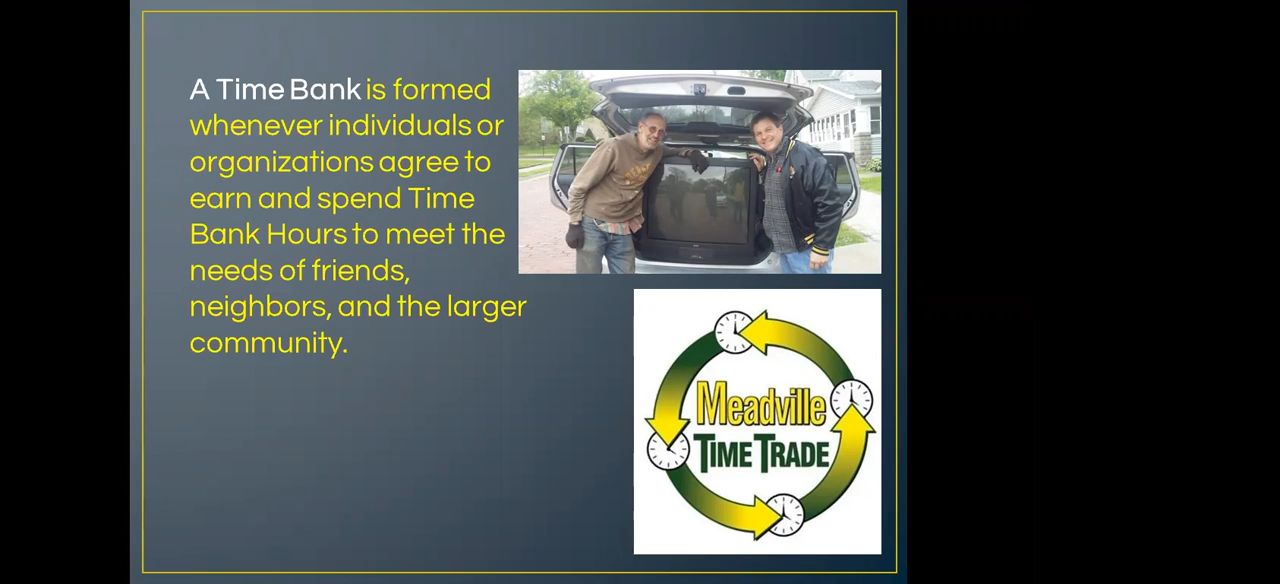 A Time Bank is formed
whenever individuals or
organizations agree to
earn and spend Time
Bank Hours to meet the
needs of friends,
neighbors, and the larger
community.
Meadville
TIME TRADE